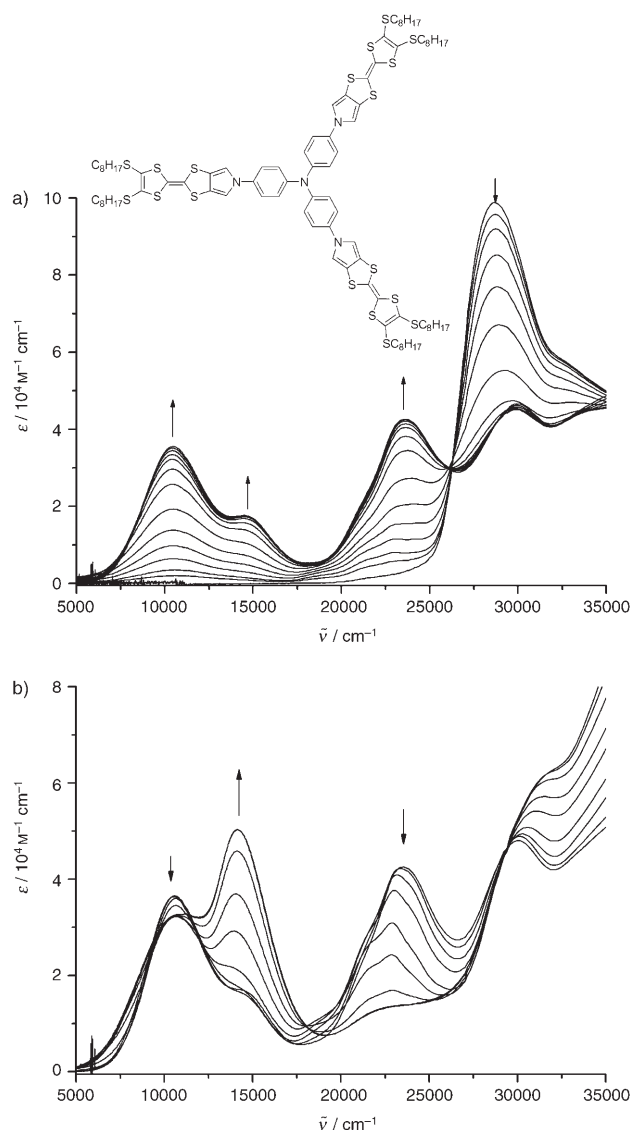 SC₈H₁₇
SC₈H₁₇
S
S
S
S
N
C₈H₁₇S
C₈H₁₇S
S
S
S
S
N
N
N
S
S
S
S
SC₈H₁₇
SC₈H₁₇
a)
10
8
6
4
2
0
ε / 10⁴ M⁻¹ cm⁻¹
5000 10000 15000 20000 25000 30000 35000
ṽ / cm⁻¹
b)
8
6
4
2
0
ε / 10⁴ M⁻¹ cm⁻¹
5000 10000 15000 20000 25000 30000 35000
ṽ / cm⁻¹